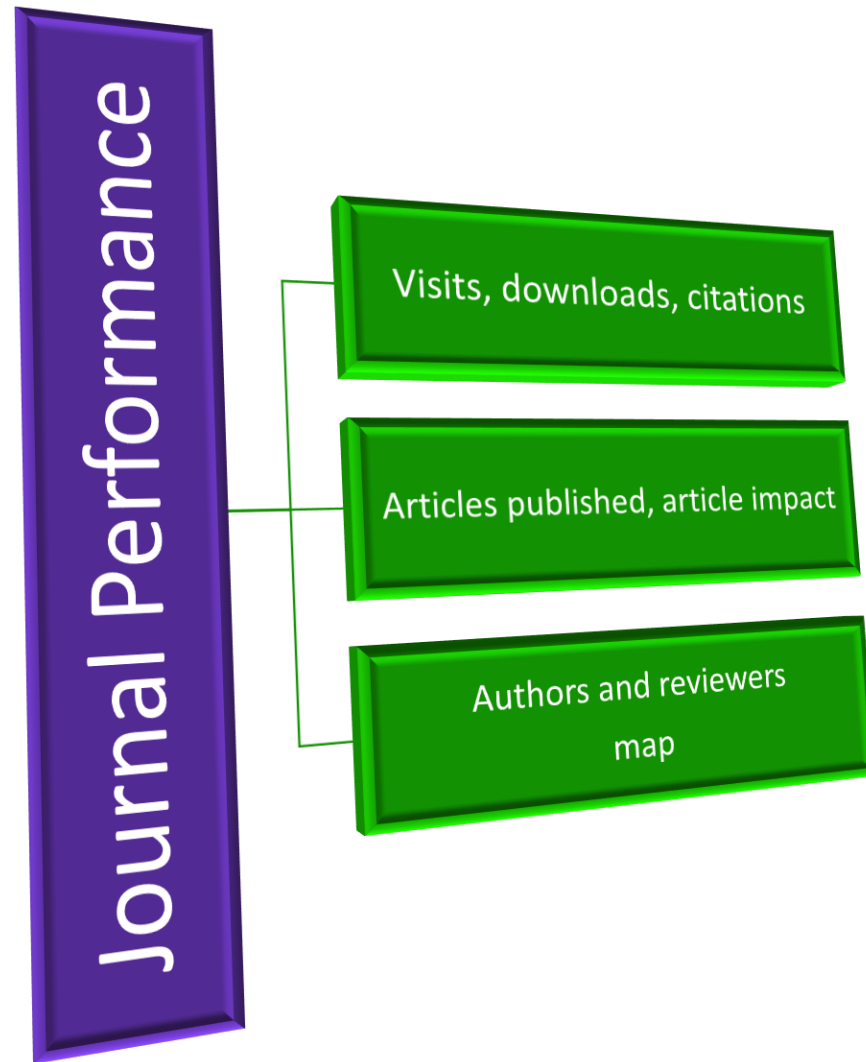 Journal Performance
Visits, downloads, citations
Articles published, article impact
Authors and reviewers
map